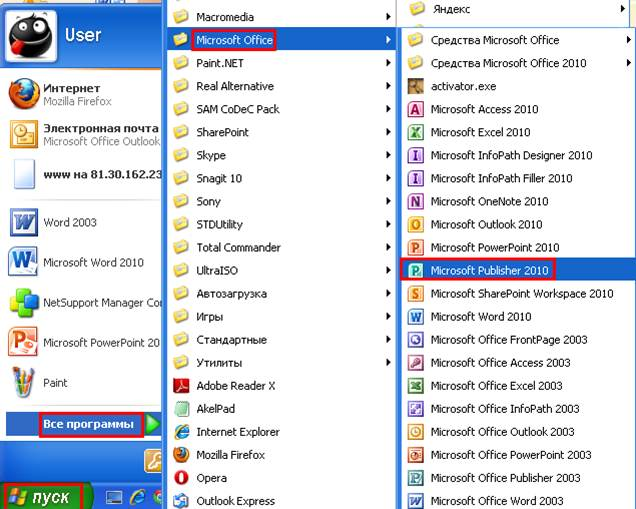 User
Интернет
Mozilla Firefox
Электронная почта
Microsoft Office Outlook
www на 81.30.162.23
Word 2003
Microsoft Word 2010
NetSupport Manager Cor
Microsoft PowerPoint 20
Paint
Все программы
пуск
Macromedia
Microsoft Office
Paint.NET
Real Alternative
SAM CoDeC Pack
SharePoint
Skype
Snagit 10
Sony
STDUtility
Total Commander
UltraISO
Автозагрузка
Игры
Стандартные
Утилиты
Adobe Reader X
AkelPad
Internet Explorer
Mozilla Firefox
Opera
Outlook Express
Яндекс
Средства Microsoft Office
Средства Microsoft Office 2010
activator.exe
Microsoft Access 2010
Microsoft Excel 2010
Microsoft InfoPath Designer 2010
Microsoft InfoPath Filler 2010
Microsoft OneNote 2010
Microsoft Outlook 2010
Microsoft PowerPoint 2010
Microsoft Publisher 2010
Microsoft SharePoint Workspace 2010
Microsoft Word 2010
Microsoft Office FrontPage 2003
Microsoft Office Access 2003
Microsoft Office Excel 2003
Microsoft Office InfoPath 2003
Microsoft Office Outlook 2003
Microsoft Office PowerPoint 2003
Microsoft Office Publisher 2003
Microsoft Office Word 2003